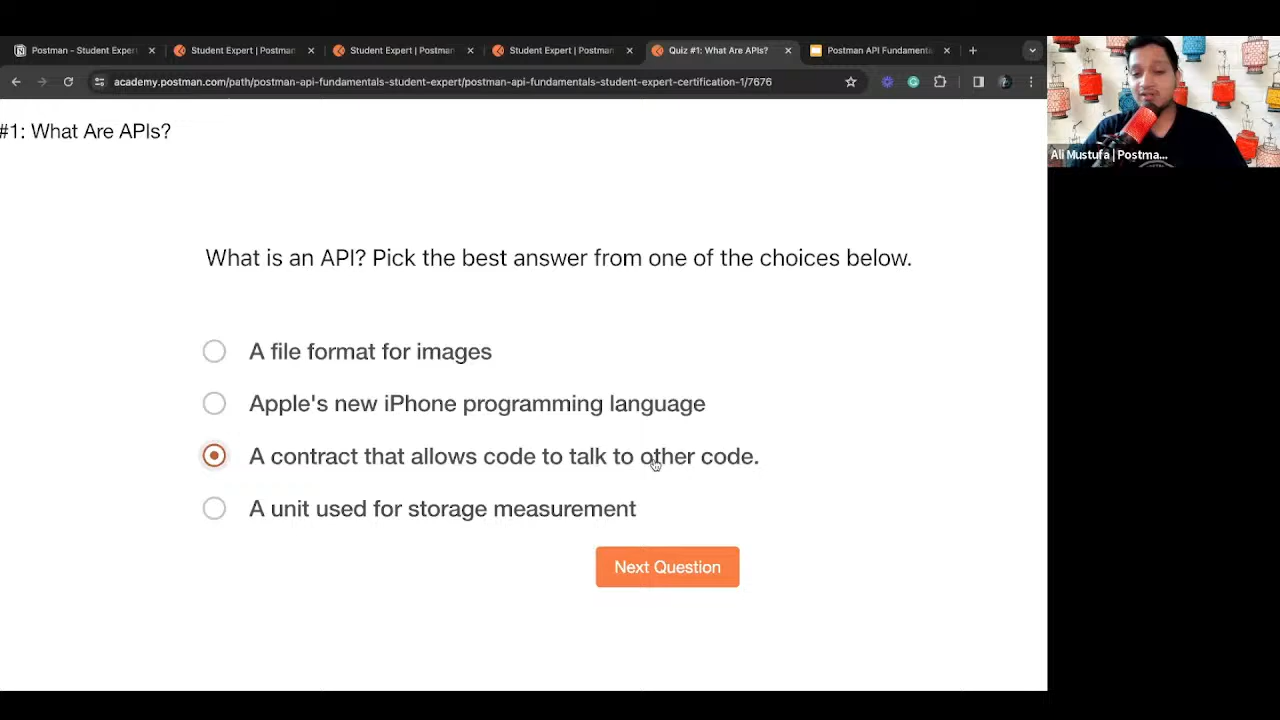 Postman - Student Exper
Student Expert | Postman
Student Expert | Postman
Student Expert | Postman
Quiz #1: What Are APIs?
Postman API Fundament
academy.postman.com/path/postman-api-fundamentals-student-expert/postman-api-fundamentals-student-expert-certification-1/7676
Ali Mustufa | Postma...
#1: What Are APIs?
What is an API? Pick the best answer from one of the choices below.
A file format for images
Apple's new iPhone programming language
A contract that allows code to talk to other code.
A unit used for storage measurement
Next Question